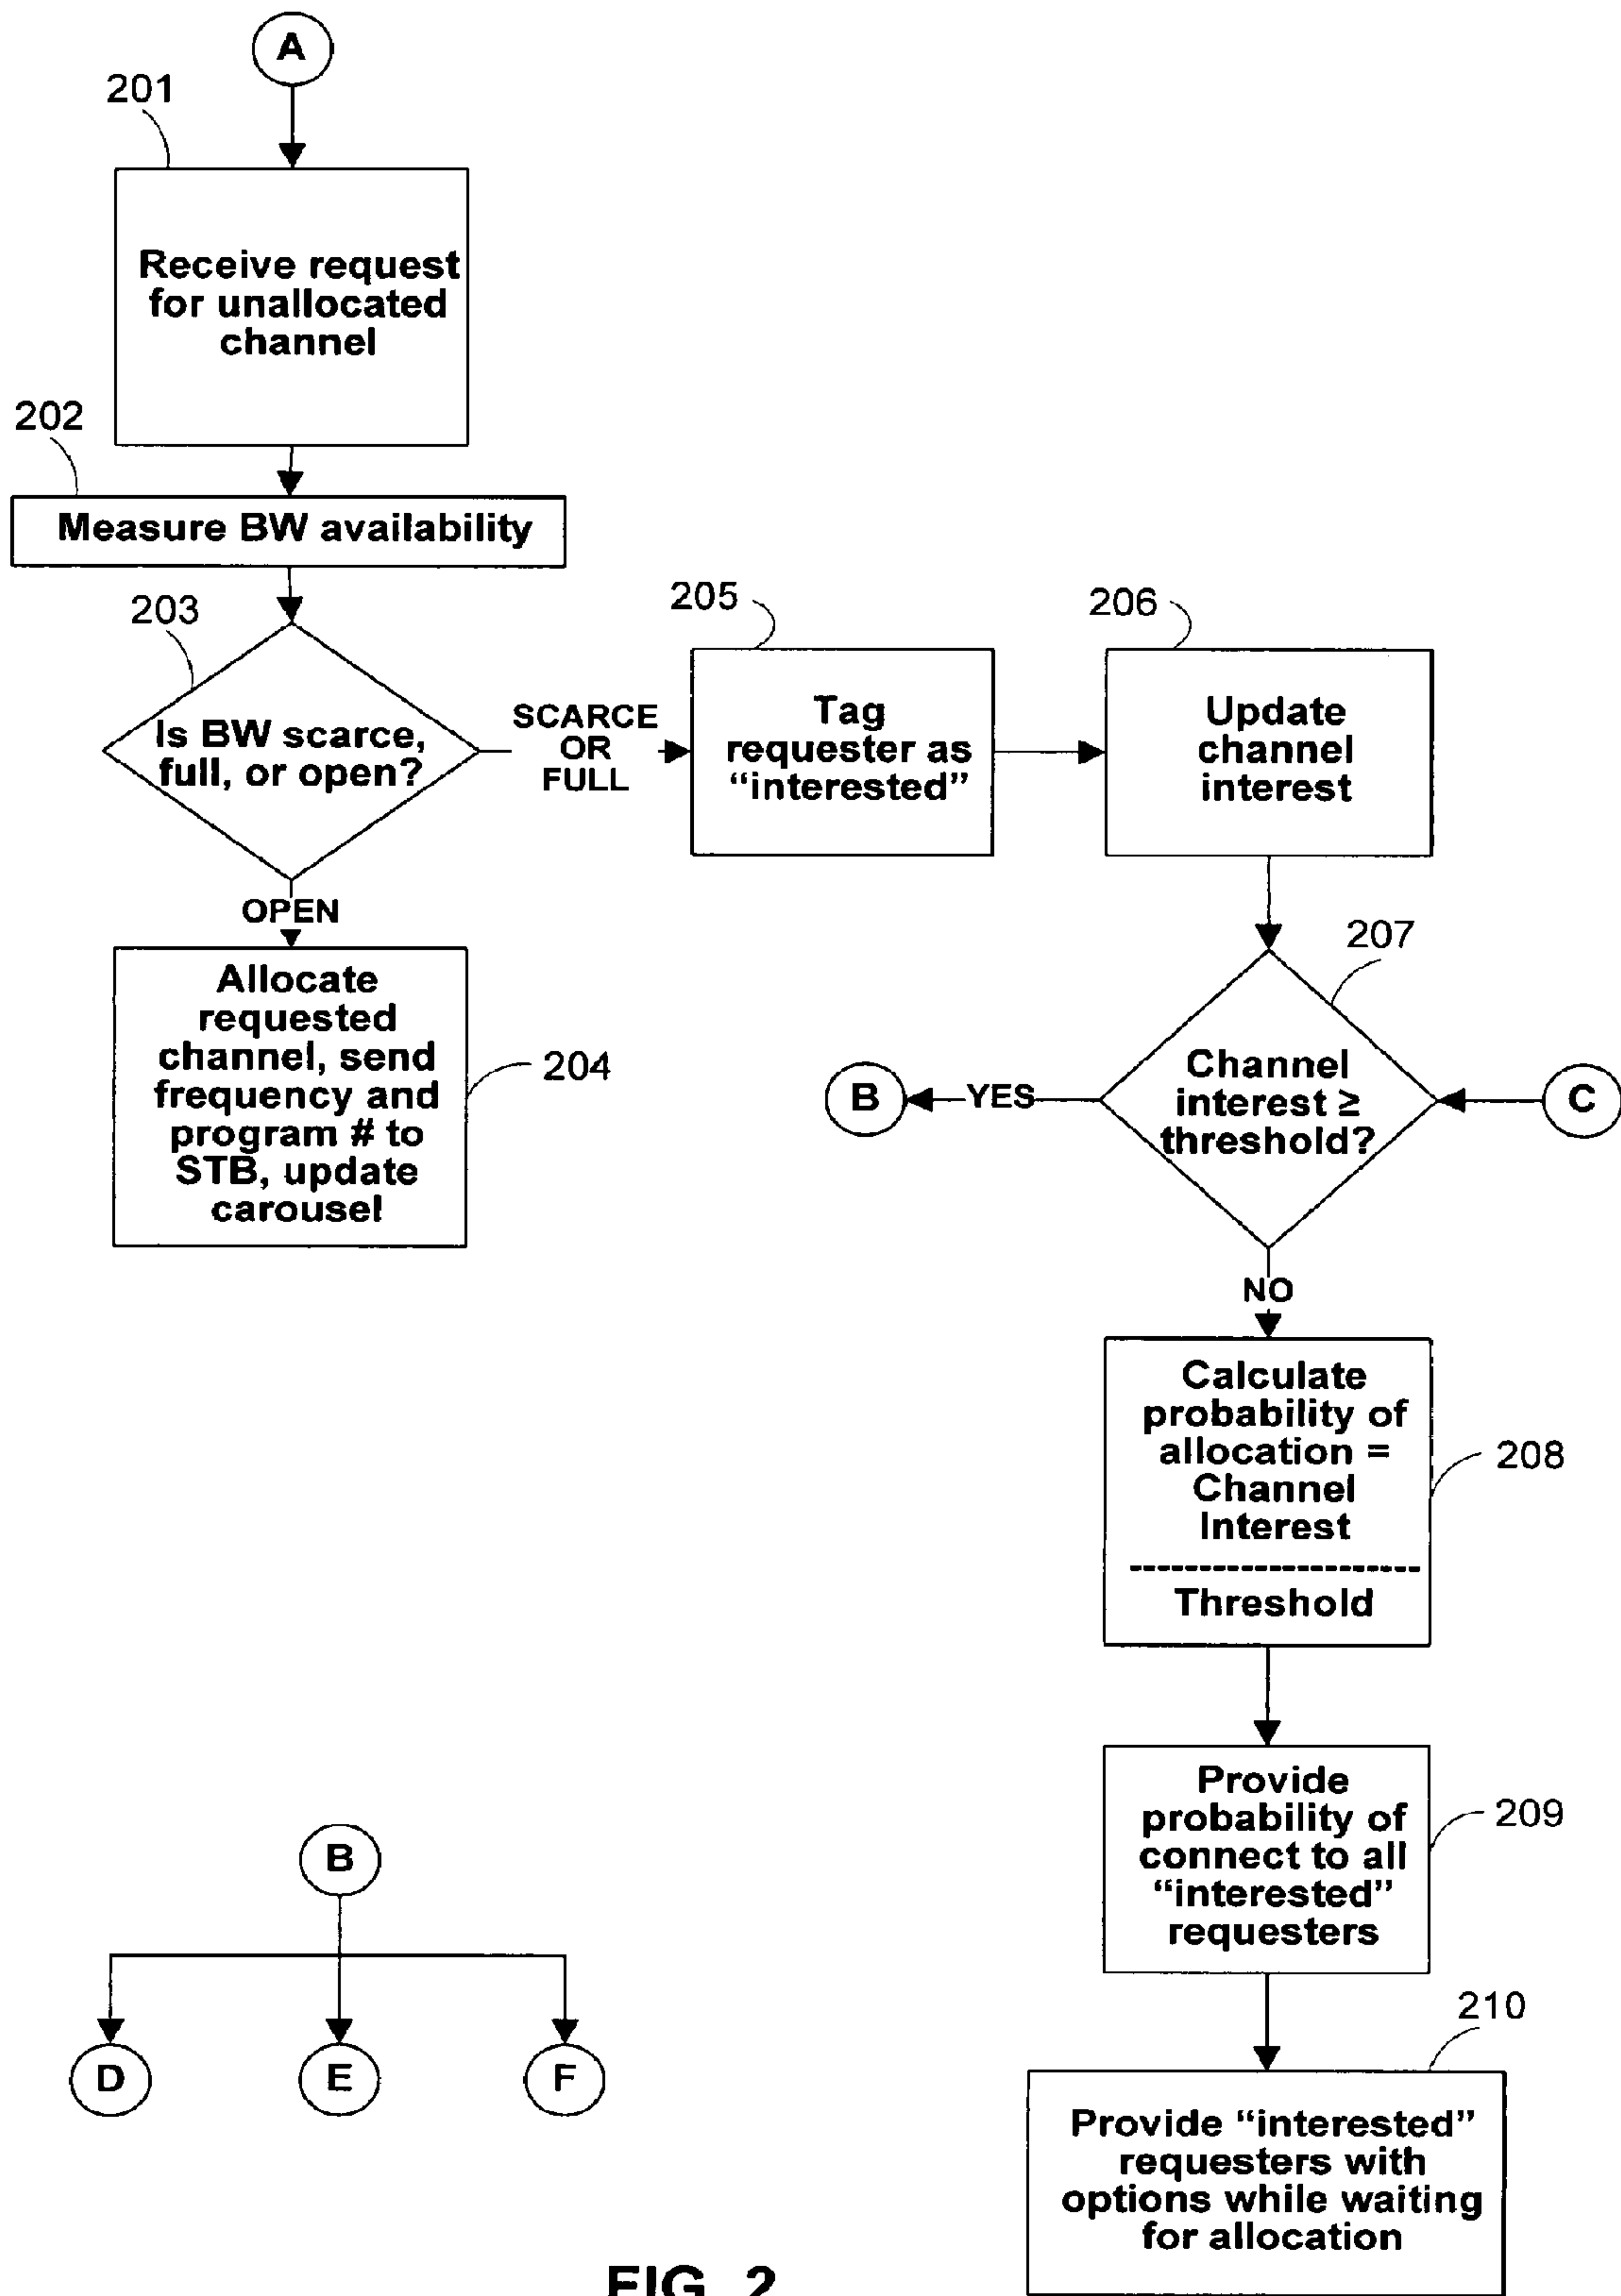 A
201
Receive request
for unallocated
channel
202
Measure BW availability
203
Is BW scarce,
full, or open?
SCARCE
OR
FULL
OPEN
Allocate
requested
channel, send
frequency and
program # to
STB, update
carousel
204
205
Tag
requester as
“interested”
206
Update
channel
interest
207
Channel
interest ≥
threshold?
YES
B
C
NO
Calculate
probability of
allocation =
Channel
Interest
-----------------------
Threshold
208
Provide
probability of
connect to all
“interested”
requesters
209
210
Provide “interested”
requesters with
options while waiting
for allocation
B
D
E
F
FIG. 2